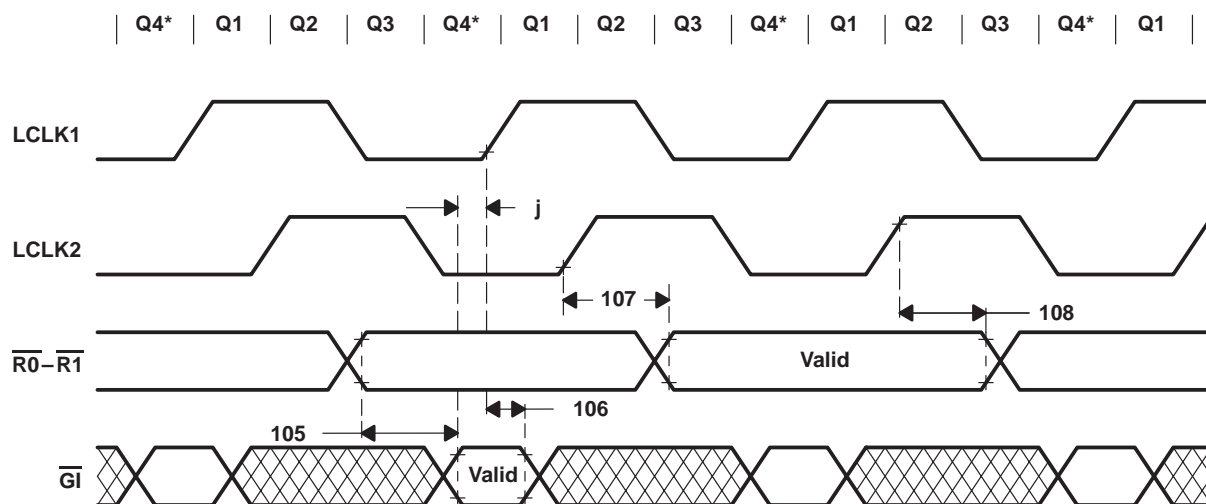 Q4* Q1 Q2 Q3 Q4* Q1 Q2 Q3 Q4* Q1 Q2 Q3 Q4* Q1
LCLK1
j
LCLK2
107
108
R0–R1
Valid
106
105
GI
Valid